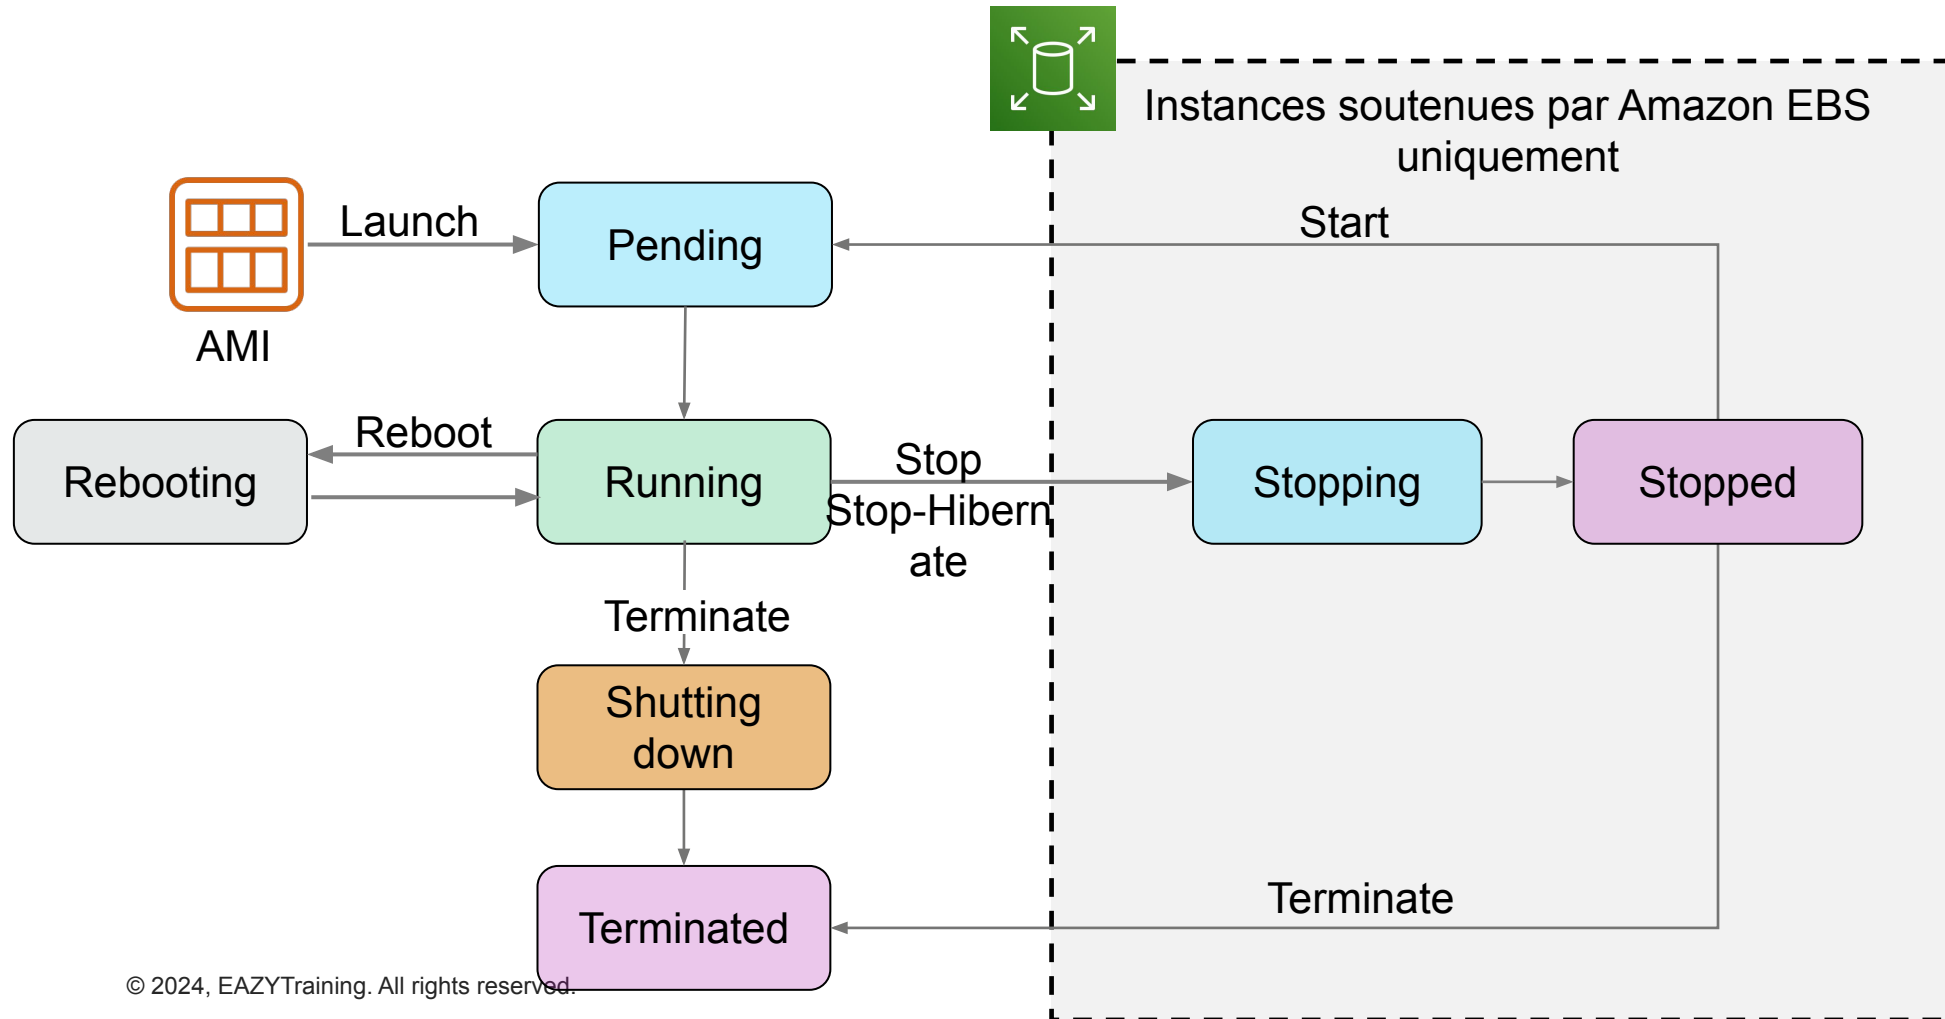 Instances soutenues par Amazon EBS
uniquement
Launch
Pending
Start
AMI
Reboot
Rebooting
Running
Stop
Stop-Hibern
ate
Stopping
Stopped
Terminate
Shutting
down
Terminate
Terminated
© 2024, EAZYTraining. All rights reserved.